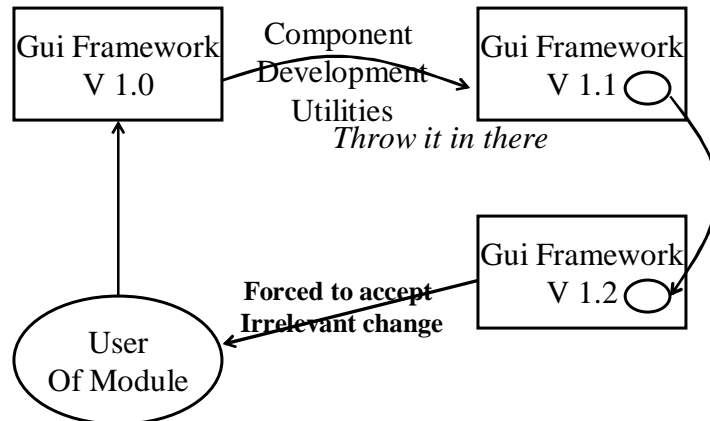 Gui Framework
V 1.0
Component
Development
Utilities
Throw it in there
Gui Framework
V 1.1
Gui Framework
V 1.2
Forced to accept
Irrelevant change
User
Of Module